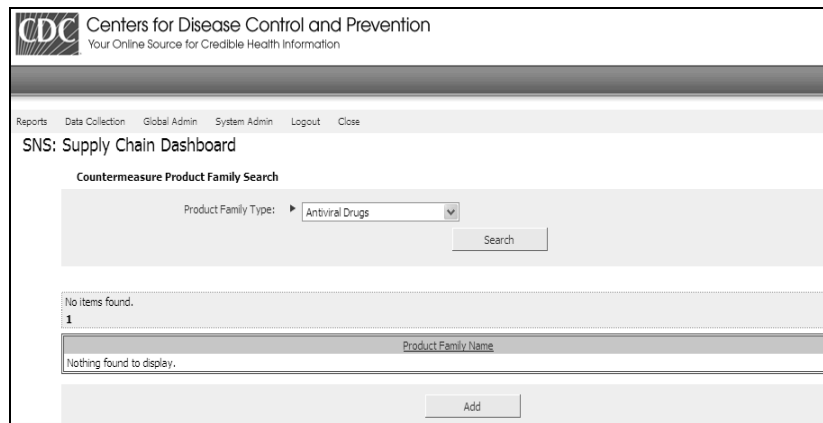 CDC Centers for Disease Control and Prevention
Your Online Source for Credible Health Information
Reports Data Collection Global Admin System Admin Logout Close
SNS: Supply Chain Dashboard
Countermeasure Product Family Search
Product Family Type: Antiviral Drugs
Search
No items found.
1
Product Family Name
Nothing found to display.
Add